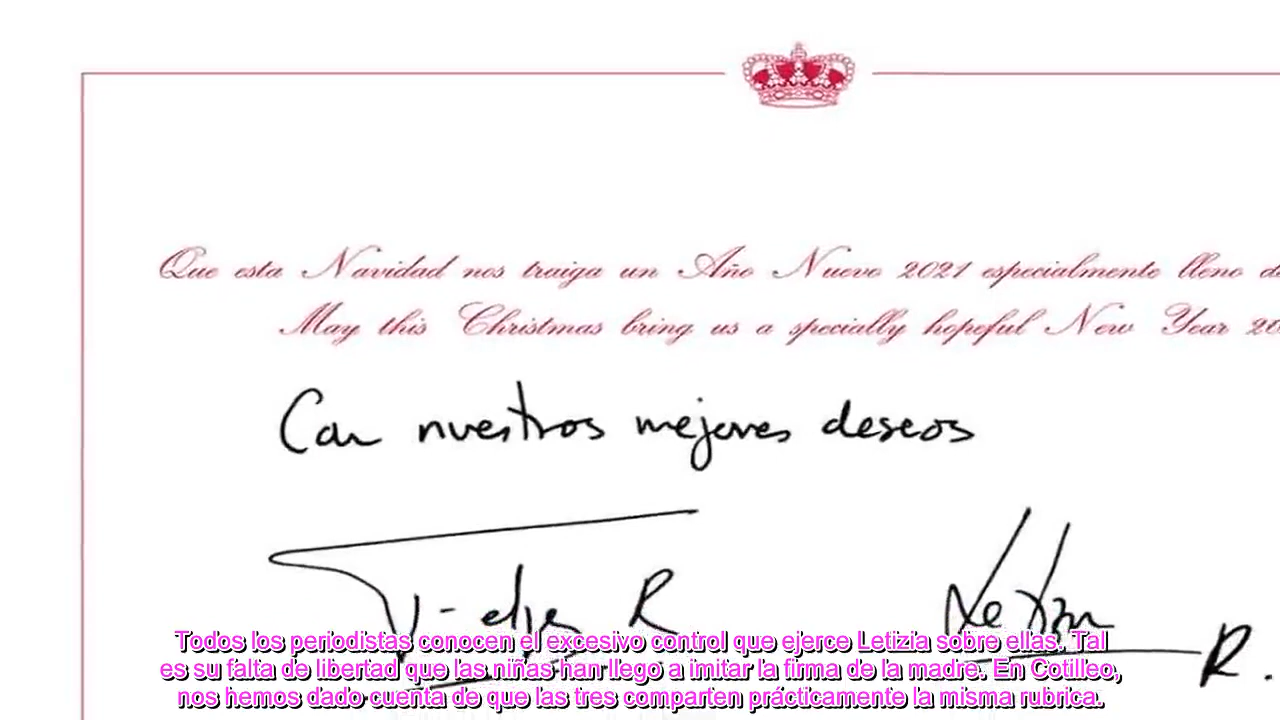 Que esta Navidad nos traiga un Año Nuevo 2021 especialmente lleno d
May this Christmas bring us a specially hopeful New Year 20
Con nuestros mejores deseos
Felipe R
Letizia R.
Todos los periodistas conocen el excesivo control que ejerce Letizia sobre ellas. Tal
es su falta de libertad que las niñas han llego a imitar la firma de la madre. En Cotilleo,
nos hemos dado cuenta de que las tres comparten prácticamente la misma rubrica.